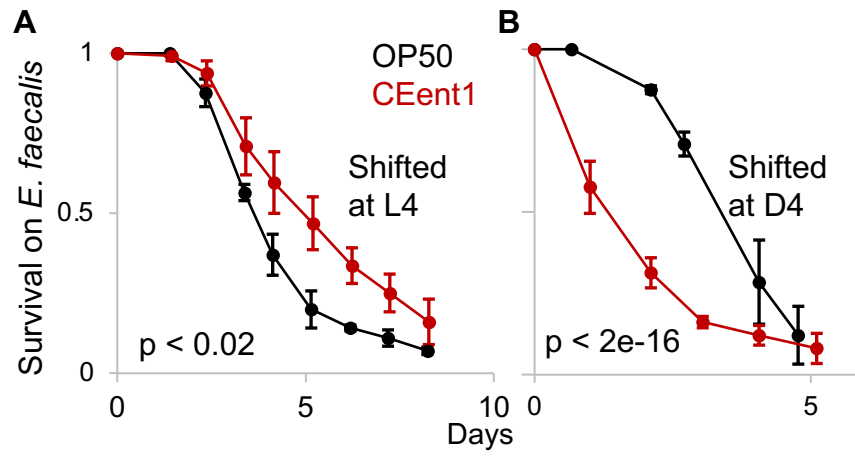 A
B
Survival on E. faecalis
1
0.5
0
OP50
CEent1
Shifted
at L4
Shifted
at D4
p < 0.02
p < 2e-16
0
5
10
0
5
Days